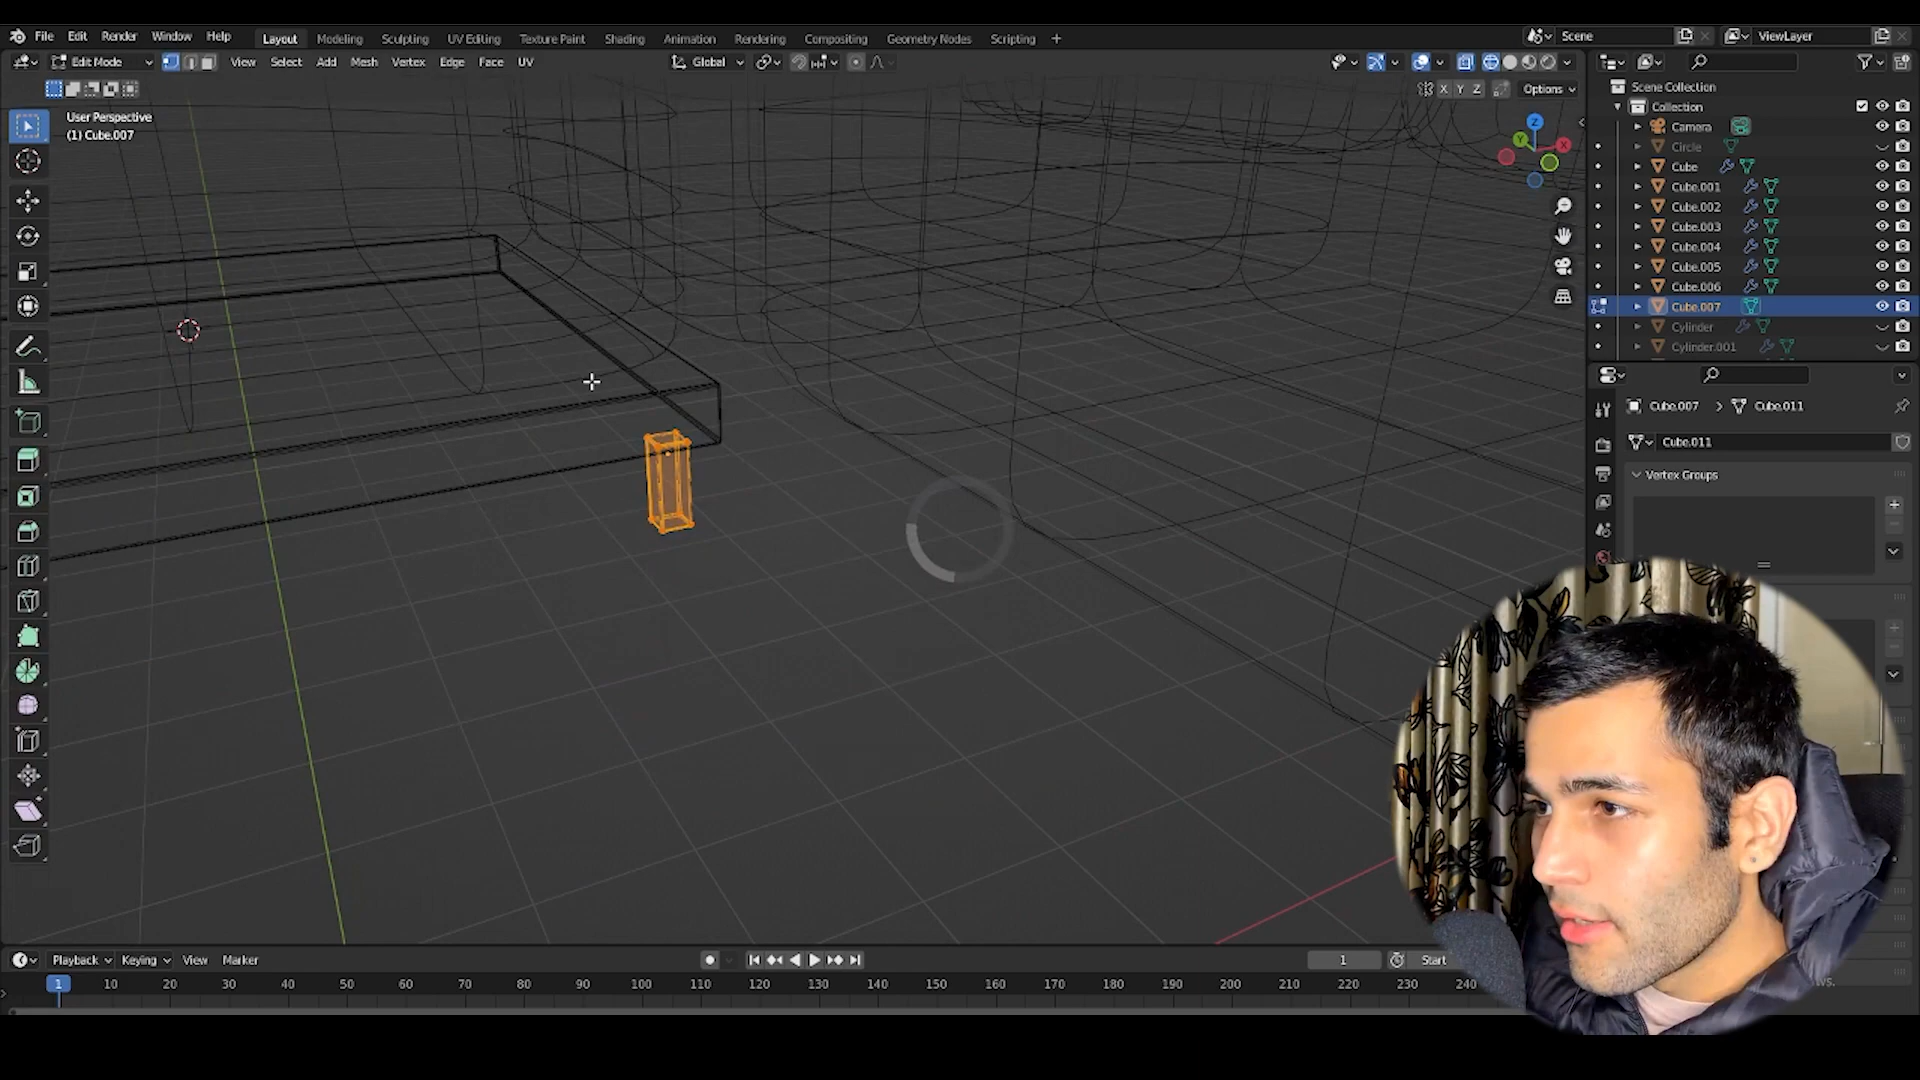 File Edit Render Window Help Layout Modeling Sculpting UV Editing Texture Paint Shading Animation Rendering Compositing Geometry Nodes Scripting + Scene ViewLayer
Edit Mode View Select Add Mesh Vertex Edge Face UV Global
X Y Z Options
User Perspective
(1) Cube.007
Z
Y
X
Scene Collection
Collection
Camera
Circle
Cube
Cube.001
Cube.002
Cube.003
Cube.004
Cube.005
Cube.006
Cube.007
Cylinder
Cylinder.001
Cube.007 > Cube.011
Cube.011
Vertex Groups
Playback Keying View Marker 1 Start
1 10 20 30 40 50 60 70 80 90 100 110 120 130 140 150 160 170 180 190 200 210 220 230 240